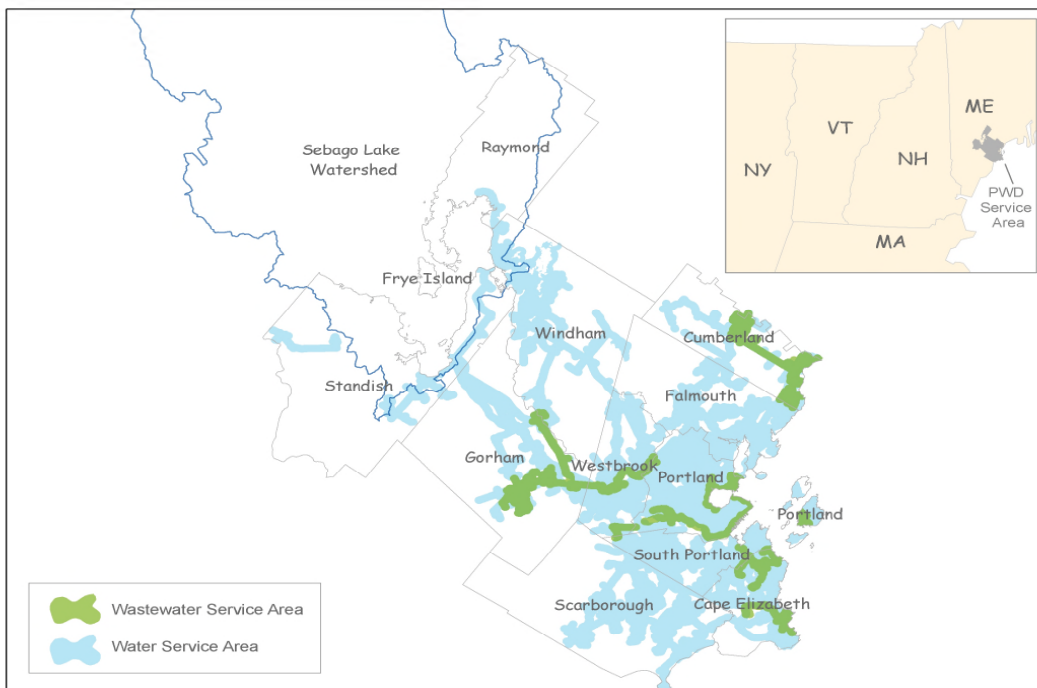 Sebago Lake
Watershed
Raymond
Frye Island
Windham
Cumberland
Standish
Falmouth
Gorham
Westbrook
Portland
Portland
South Portland
Scarborough
Cape Elizabeth
NY
VT
NH
ME
MA
PWD
Service
Area
Wastewater Service Area
Water Service Area